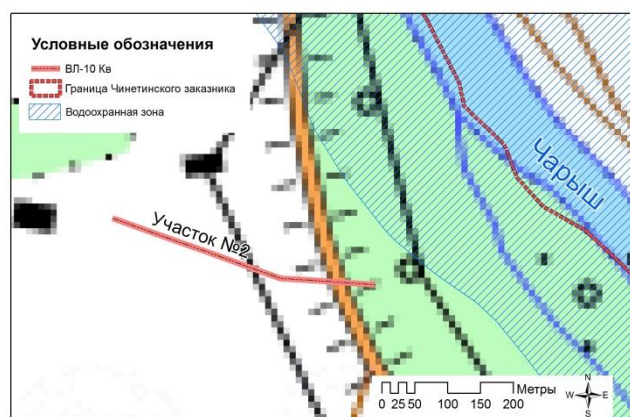 Условные обозначения
ВЛ-10 Кв
Граница Чинетинского заказника
Водоохранная зона
Чарыш
Участок №2
Метры
0 25 50 100 150 200
N
W E
S